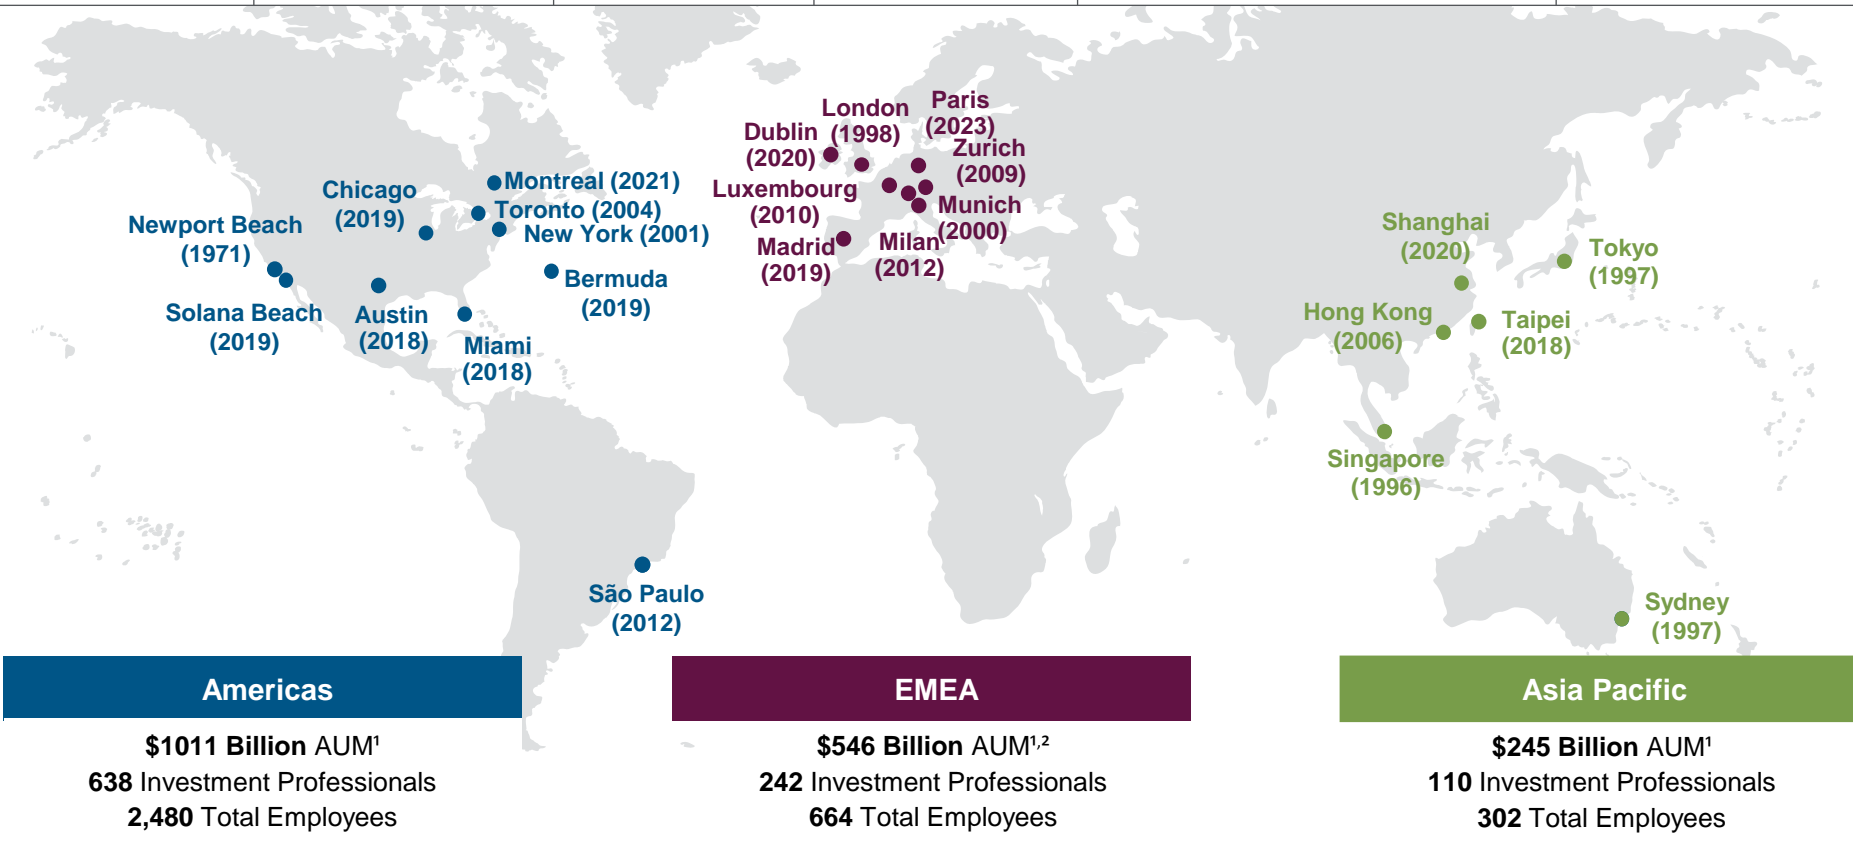 London
(1998)
Paris
(2023)
Dublin
(2020)
Zurich
(2009)
Luxembourg
(2010)
Munich
(2000)
Madrid
(2019)
Milan
(2012)
Montreal (2021)
Chicago
(2019)
Toronto (2004)
New York (2001)
Newport Beach
(1971)
Bermuda
(2019)
Solana Beach
(2019)
Austin
(2018)
Miami
(2018)
São Paulo
(2012)
Shanghai
(2020)
Tokyo
(1997)
Hong Kong
(2006)
Taipei
(2018)
Singapore
(1996)
Sydney
(1997)
Americas
$1011 Billion AUM¹
638 Investment Professionals
2,480 Total Employees
EMEA
$546 Billion AUM¹,²
242 Investment Professionals
664 Total Employees
Asia Pacific
$245 Billion AUM¹
110 Investment Professionals
302 Total Employees